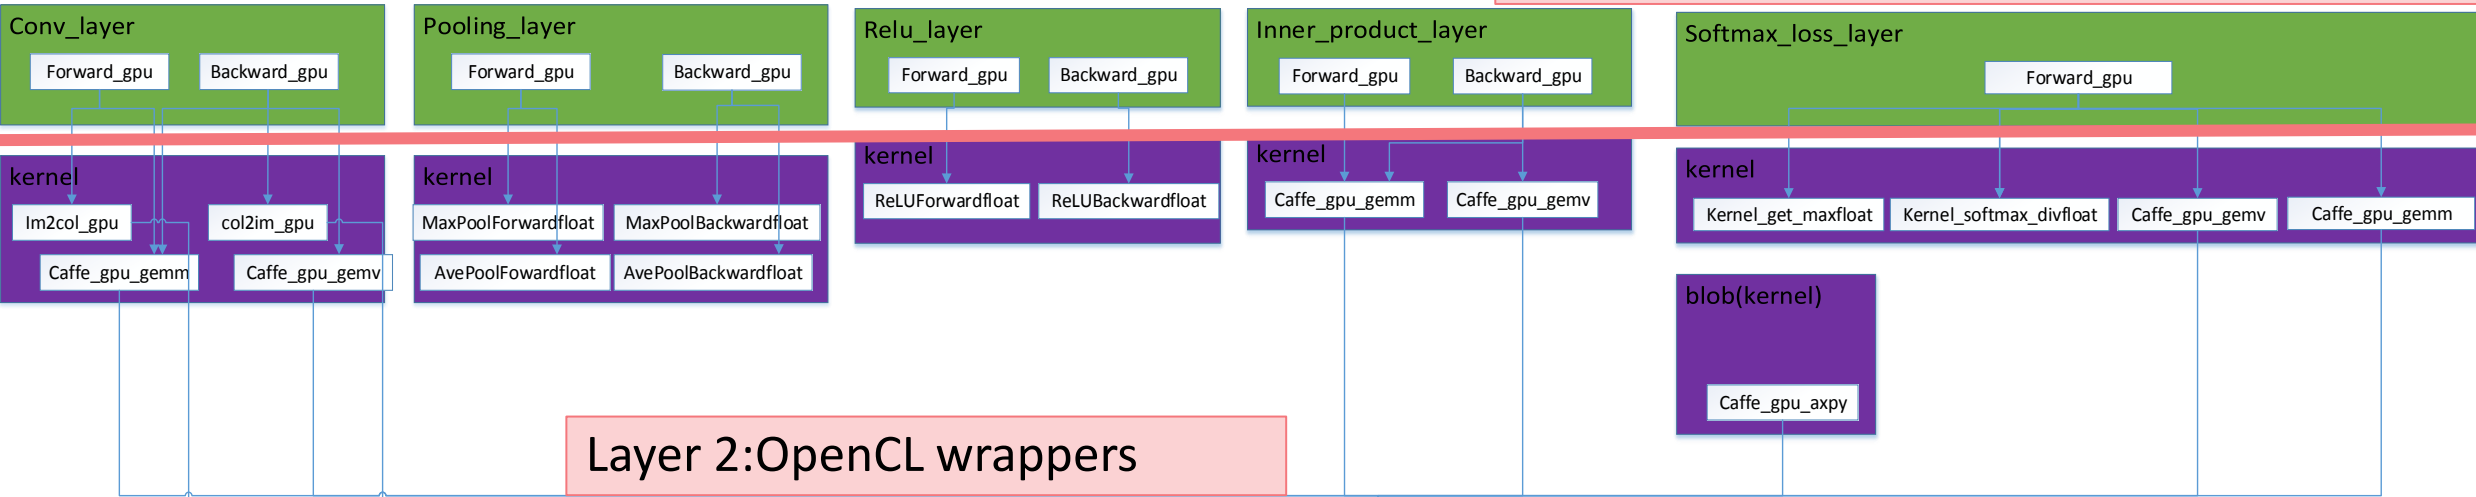 Conv_layer
Forward_gpu
Backward_gpu
Pooling_layer
Forward_gpu
Backward_gpu
Relu_layer
Forward_gpu
Backward_gpu
Inner_product_layer
Forward_gpu
Backward_gpu
Softmax_loss_layer
Forward_gpu
kernel
Im2col_gpu
col2im_gpu
Caffe_gpu_gemm
Caffe_gpu_gemv
kernel
MaxPoolForwardfloat
MaxPoolBackwardfloat
AvePoolFowardfloat
AvePoolBackwardfloat
kernel
ReLUForwardfloat
ReLUBackwardfloat
kernel
Caffe_gpu_gemm
Caffe_gpu_gemv
kernel
Kernel_get_maxfloat
Kernel_softmax_divfloat
Caffe_gpu_gemv
Caffe_gpu_gemm
blob(kernel)
Caffe_gpu_axpy
Layer 2:OpenCL wrappers